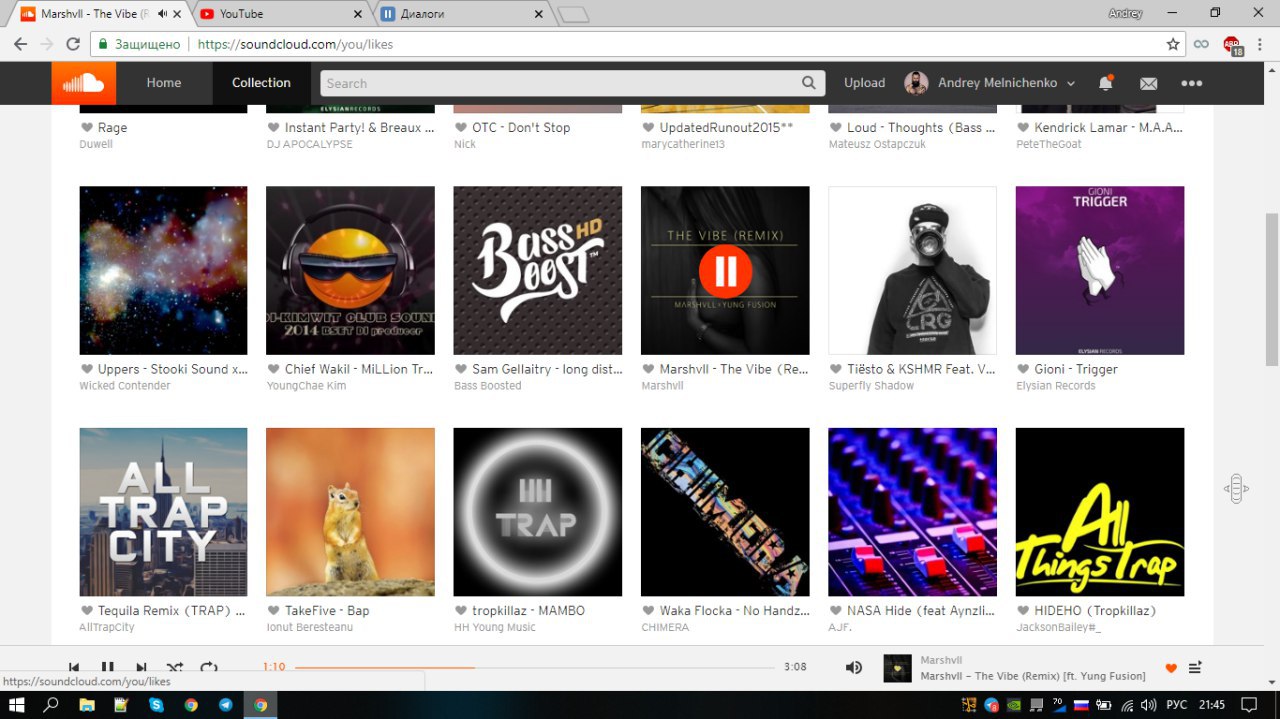 Marshvll - The Vibe (R
YouTube
Диалоги
Andrey
Защищено
https://soundcloud.com/you/likes
ABP
18
Home
Collection
Search
Upload
Andrey Melnichenko
ELYSIANRECORDS
Rage
Instant Party! & Breaux ...
OTC - Don't Stop
UpdatedRunout2015**
Loud - Thoughts (Bass ...
Kendrick Lamar - M.A.A...
Duwell
DJ APOCALYPSE
Nick
marycatherine13
Mateusz Ostapczuk
PeteTheGoat
DJ-KIMWIT CLUB SOUN
2014 BSET DJ producer
Bass HD
Boost™
THE VIBE (REMIX)
MARSHVLL+YUNG FUSION
CRG
GIONI
TRIGGER
ELYSIAN RECORDS
Uppers - Stooki Sound x...
Chief Wakil - MiLLion Tr...
Sam Gellaitry - long dist...
Marshvll - The Vibe (Re...
Tiësto & KSHMR Feat. V...
Gioni - Trigger
Wicked Contender
YoungChae Kim
Bass Boosted
Marshvll
Superfly Shadow
Elysian Records
ALL
TRAP
CITY
TRAP
CHIMERA
All
Things Trap
Tequila Remix (TRAP) ...
TakeFive - Bap
tropkillaz - MAMBO
Waka Flocka - No Handz...
NASA Hide (feat Aynzli...
HIDEHO (Tropkillaz)
AllTrapCity
Ionut Beresteanu
HH Young Music
CHIMERA
AJF.
JacksonBailey#_
1:10
3:08
Marshvll
Marshvll - The Vibe (Remix) [ft. Yung Fusion]
https://soundcloud.com/you/likes
70
РУС
21:45